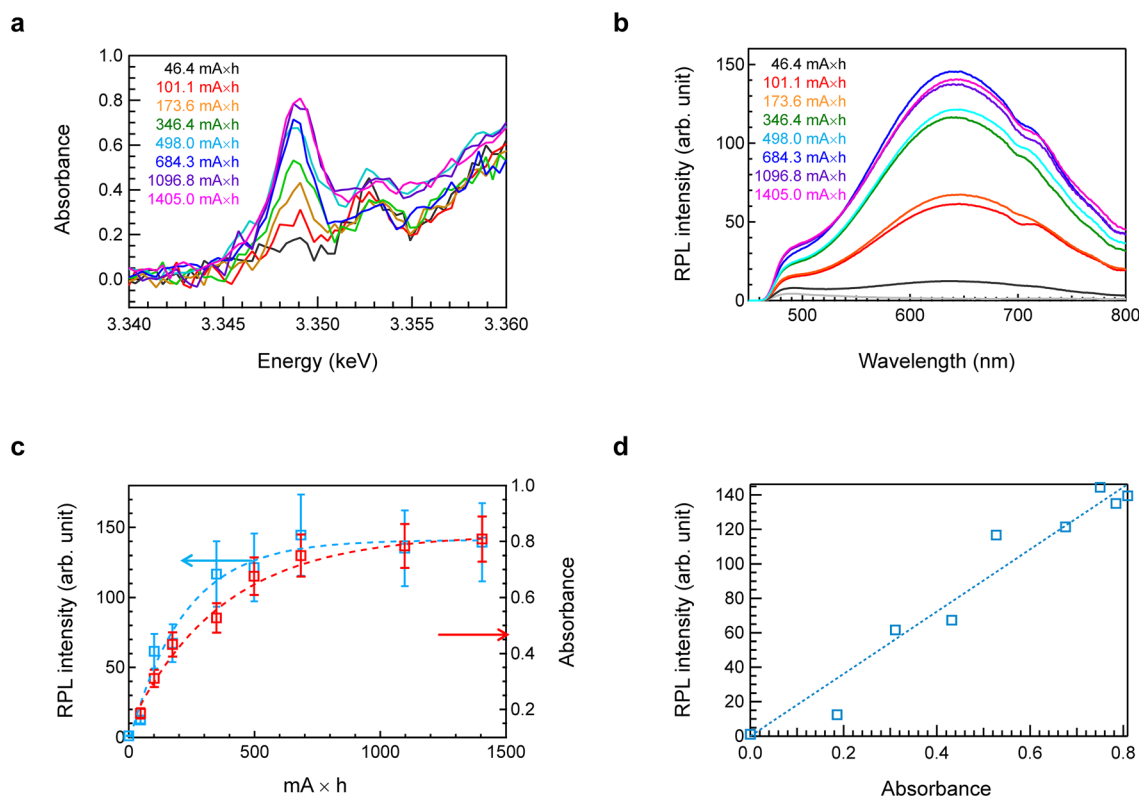 a
1.0
0.8
0.6
0.4
0.2
0.0
Absorbance
46.4 mA×h
101.1 mA×h
173.6 mA×h
346.4 mA×h
498.0 mA×h
684.3 mA×h
1096.8 mA×h
1405.0 mA×h
3.340
3.345
3.350
3.355
3.360
Energy (keV)
b
150
100
50
0
RPL intensity (arb. unit)
46.4 mA×h
101.1 mA×h
173.6 mA×h
346.4 mA×h
498.0 mA×h
684.3 mA×h
1096.8 mA×h
1405.0 mA×h
500
600
700
800
Wavelength (nm)
c
150
100
50
0
RPL intensity (arb. unit)
1.0
0.8
0.6
0.4
0.2
Absorbance
0
500
1000
1500
mA × h
d
140
120
100
80
60
40
20
0
RPL intensity (arb. unit)
0.0
0.2
0.4
0.6
0.8
Absorbance